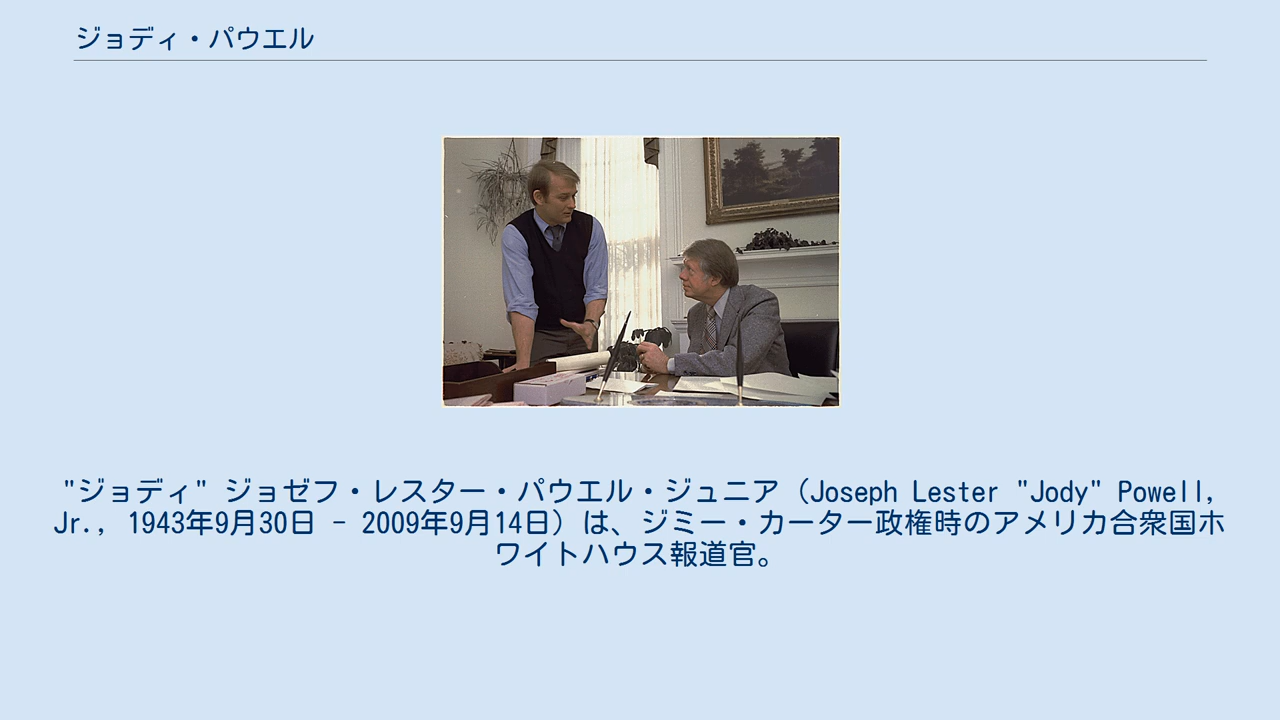 ジョディ・パウエル
"ジョディ" ジョゼフ・レスター・パウエル・ジュニア（Joseph Lester "Jody" Powell,
Jr., 1943年9月30日 - 2009年9月14日）は、ジミー・カーター政権時のアメリカ合衆国ホ
ワイトハウス報道官。